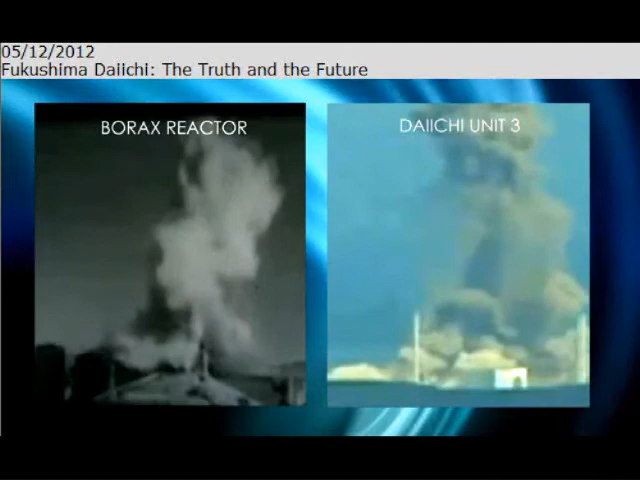 05/12/2012
Fukushima Daiichi: The Truth and the Future
BORAX REACTOR
DAIICHI UNIT 3